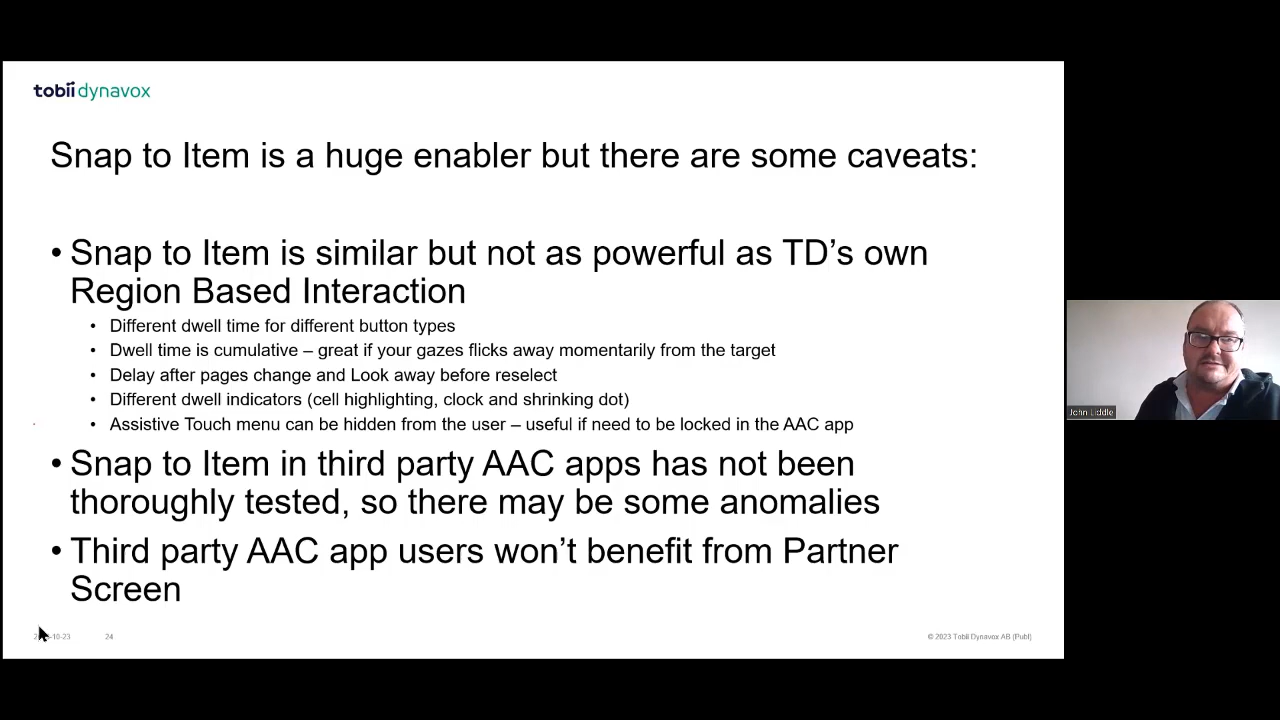 tobii dynavox
Snap to Item is a huge enabler but there are some caveats:
• Snap to Item is similar but not as powerful as TD's own
Region Based Interaction
• Different dwell time for different button types
• Dwell time is cumulative – great if your gazes flicks away momentarily from the target
• Delay after pages change and Look away before reselect
• Different dwell indicators (cell highlighting, clock and shrinking dot)
• Assistive Touch menu can be hidden from the user – useful if need to be locked in the AAC app
• Snap to Item in third party AAC apps has not been
thoroughly tested, so there may be some anomalies
• Third party AAC app users won't benefit from Partner
Screen
24
© 2023 Tobii Dynavox AB (Publ)
John Liddle